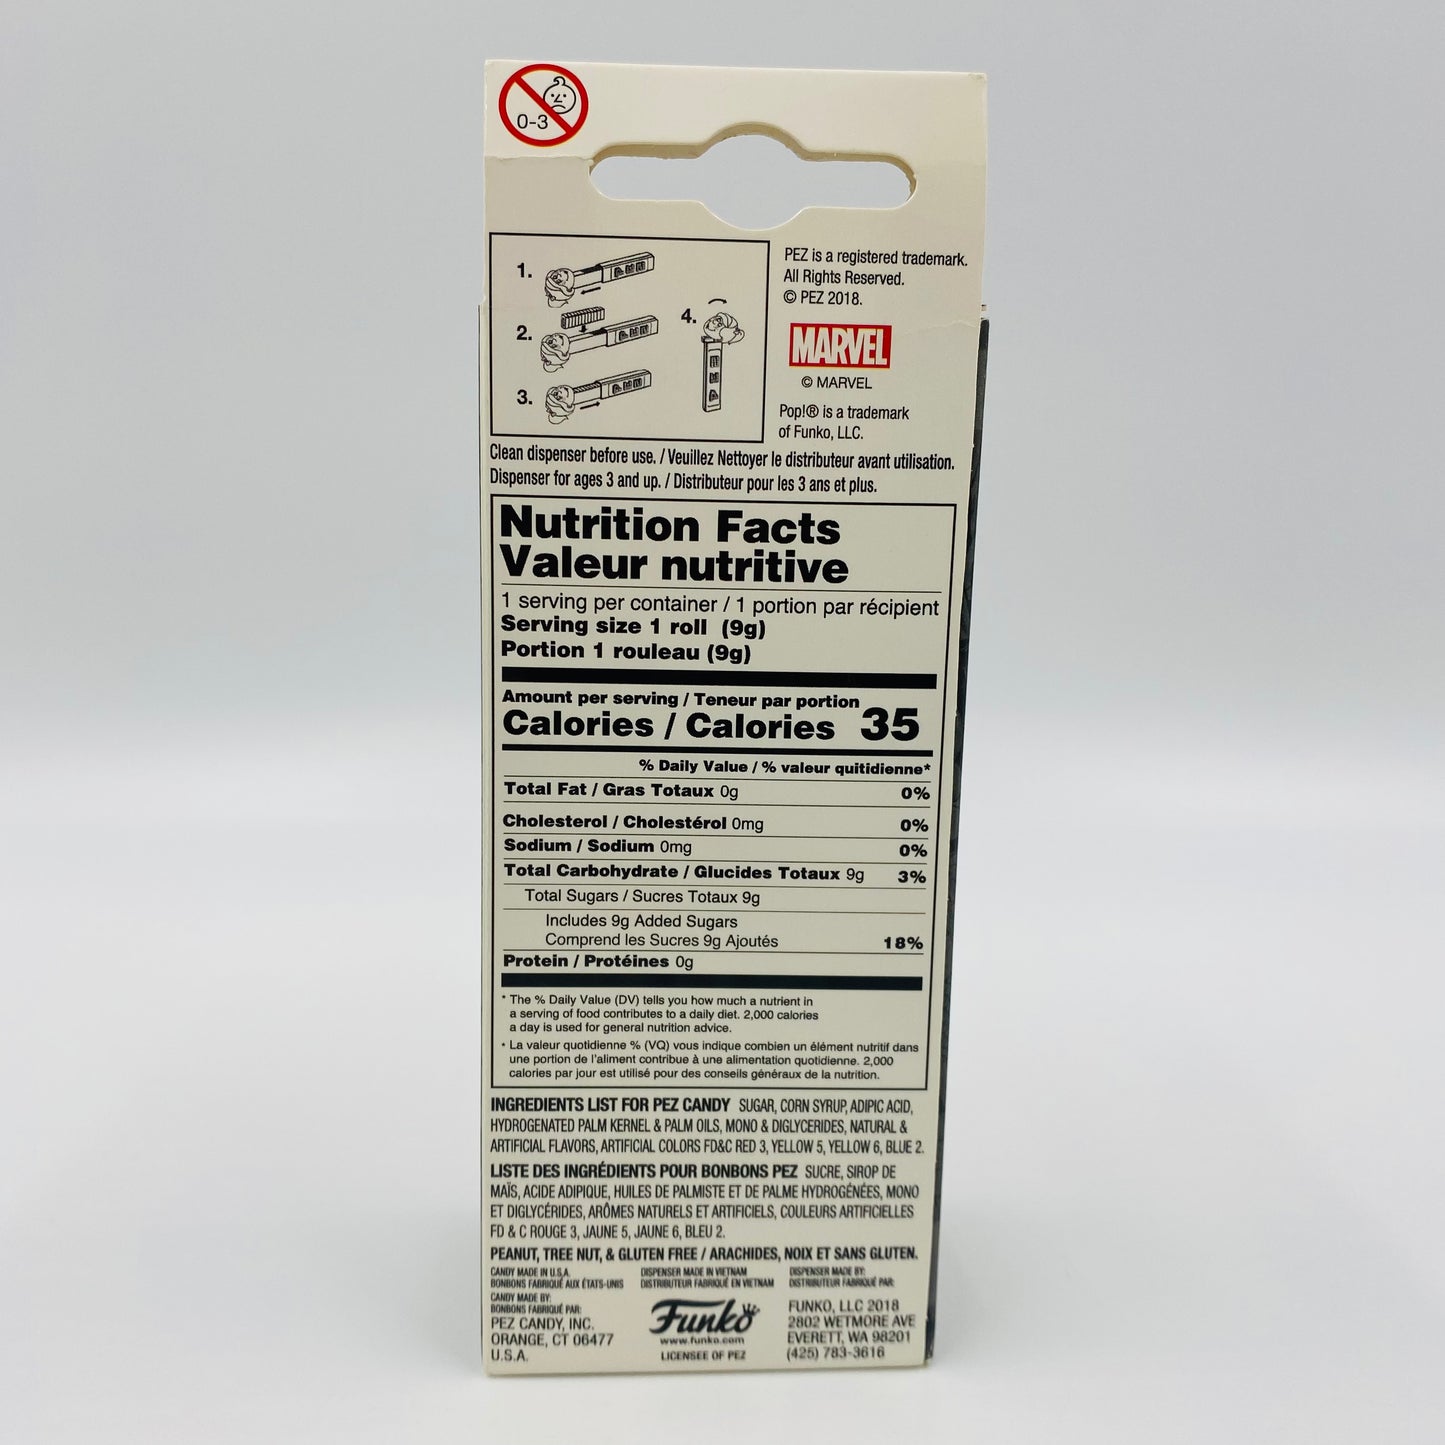 0-3
PEZ is a registered trademark.
All Rights Reserved.
© PEZ 2018.
MARVEL
© MARVEL
Pop!® is a trademark
of Funko, LLC.
1.
2.
3.
4.
Clean dispenser before use. / Veuillez Nettoyer le distributeur avant utilisation.
Dispenser for ages 3 and up. / Distributeur pour les 3 ans et plus.
Nutrition Facts
Valeur nutritive
1 serving per container / 1 portion par récipient
Serving size 1 roll (9g)
Portion 1 rouleau (9g)
Amount per serving / Teneur par portion
Calories / Calories 35
% Daily Value / % valeur quitidienne*
Total Fat / Gras Totaux 0g 0%
Cholesterol / Cholestérol 0mg 0%
Sodium / Sodium 0mg 0%
Total Carbohydrate / Glucides Totaux 9g 3%
Total Sugars / Sucres Totaux 9g
Includes 9g Added Sugars
Comprend les Sucres 9g Ajoutés 18%
Protein / Protéines 0g
* The % Daily Value (DV) tells you how much a nutrient in
a serving of food contributes to a daily diet. 2,000 calories
a day is used for general nutrition advice.
* La valeur quotidienne % (VQ) vous indique combien un élément nutritif dans
une portion de l'aliment contribue à une alimentation quotidienne. 2,000
calories par jour est utilisé pour des conseils généraux de la nutrition.
INGREDIENTS LIST FOR PEZ CANDY SUGAR, CORN SYRUP, ADIPIC ACID,
HYDROGENATED PALM KERNEL & PALM OILS, MONO & DIGLYCERIDES, NATURAL &
ARTIFICIAL FLAVORS, ARTIFICIAL COLORS FD&C RED 3, YELLOW 5, YELLOW 6, BLUE 2.
LISTE DES INGRÉDIENTS POUR BONBONS PEZ SUCRE, SIROP DE
MAÏS, ACIDE ADIPIQUE, HUILES DE PALMISTE ET DE PALME HYDROGÉNÉES, MONO
ET DIGLYCÉRIDES, ARÔMES NATURELS ET ARTIFICIELS, COULEURS ARTIFICIELLES
FD & C ROUGE 3, JAUNE 5, JAUNE 6, BLEU 2.
PEANUT, TREE NUT, & GLUTEN FREE / ARACHIDES, NOIX ET SANS GLUTEN.
CANDY MADE IN U.S.A.
BONBONS FABRIQUÉ AUX ÉTATS-UNIS
CANDY MADE BY:
BONBONS FABRIQUÉ PAR:
PEZ CANDY, INC.
ORANGE, CT 06477
U.S.A.
DISPENSER MADE IN VIETNAM
DISTRIBUTEUR FABRIQUÉ EN VIETNAM
Funko
www.funko.com
LICENSEE OF PEZ
DISPENSER MADE BY:
DISTRIBUTEUR FABRIQUÉ PAR:
FUNKO, LLC 2018
2802 WETMORE AVE
EVERETT, WA 98201
(425) 783-3616